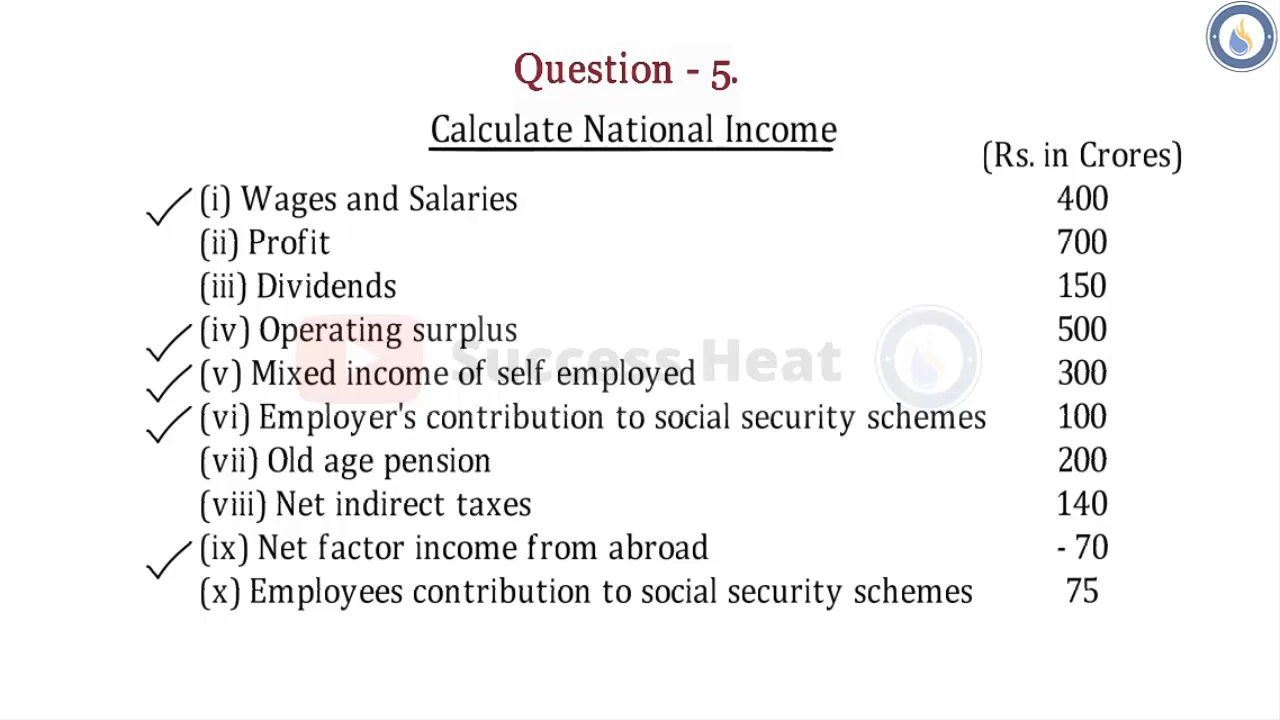 Question - 5.
Calculate National Income
(Rs. in Crores)
(i) Wages and Salaries 400
(ii) Profit 700
(iii) Dividends 150
(iv) Operating surplus 500
Success Heat
(v) Mixed income of self employed 300
(vi) Employer's contribution to social security schemes 100
(vii) Old age pension 200
(viii) Net indirect taxes 140
(ix) Net factor income from abroad - 70
(x) Employees contribution to social security schemes 75